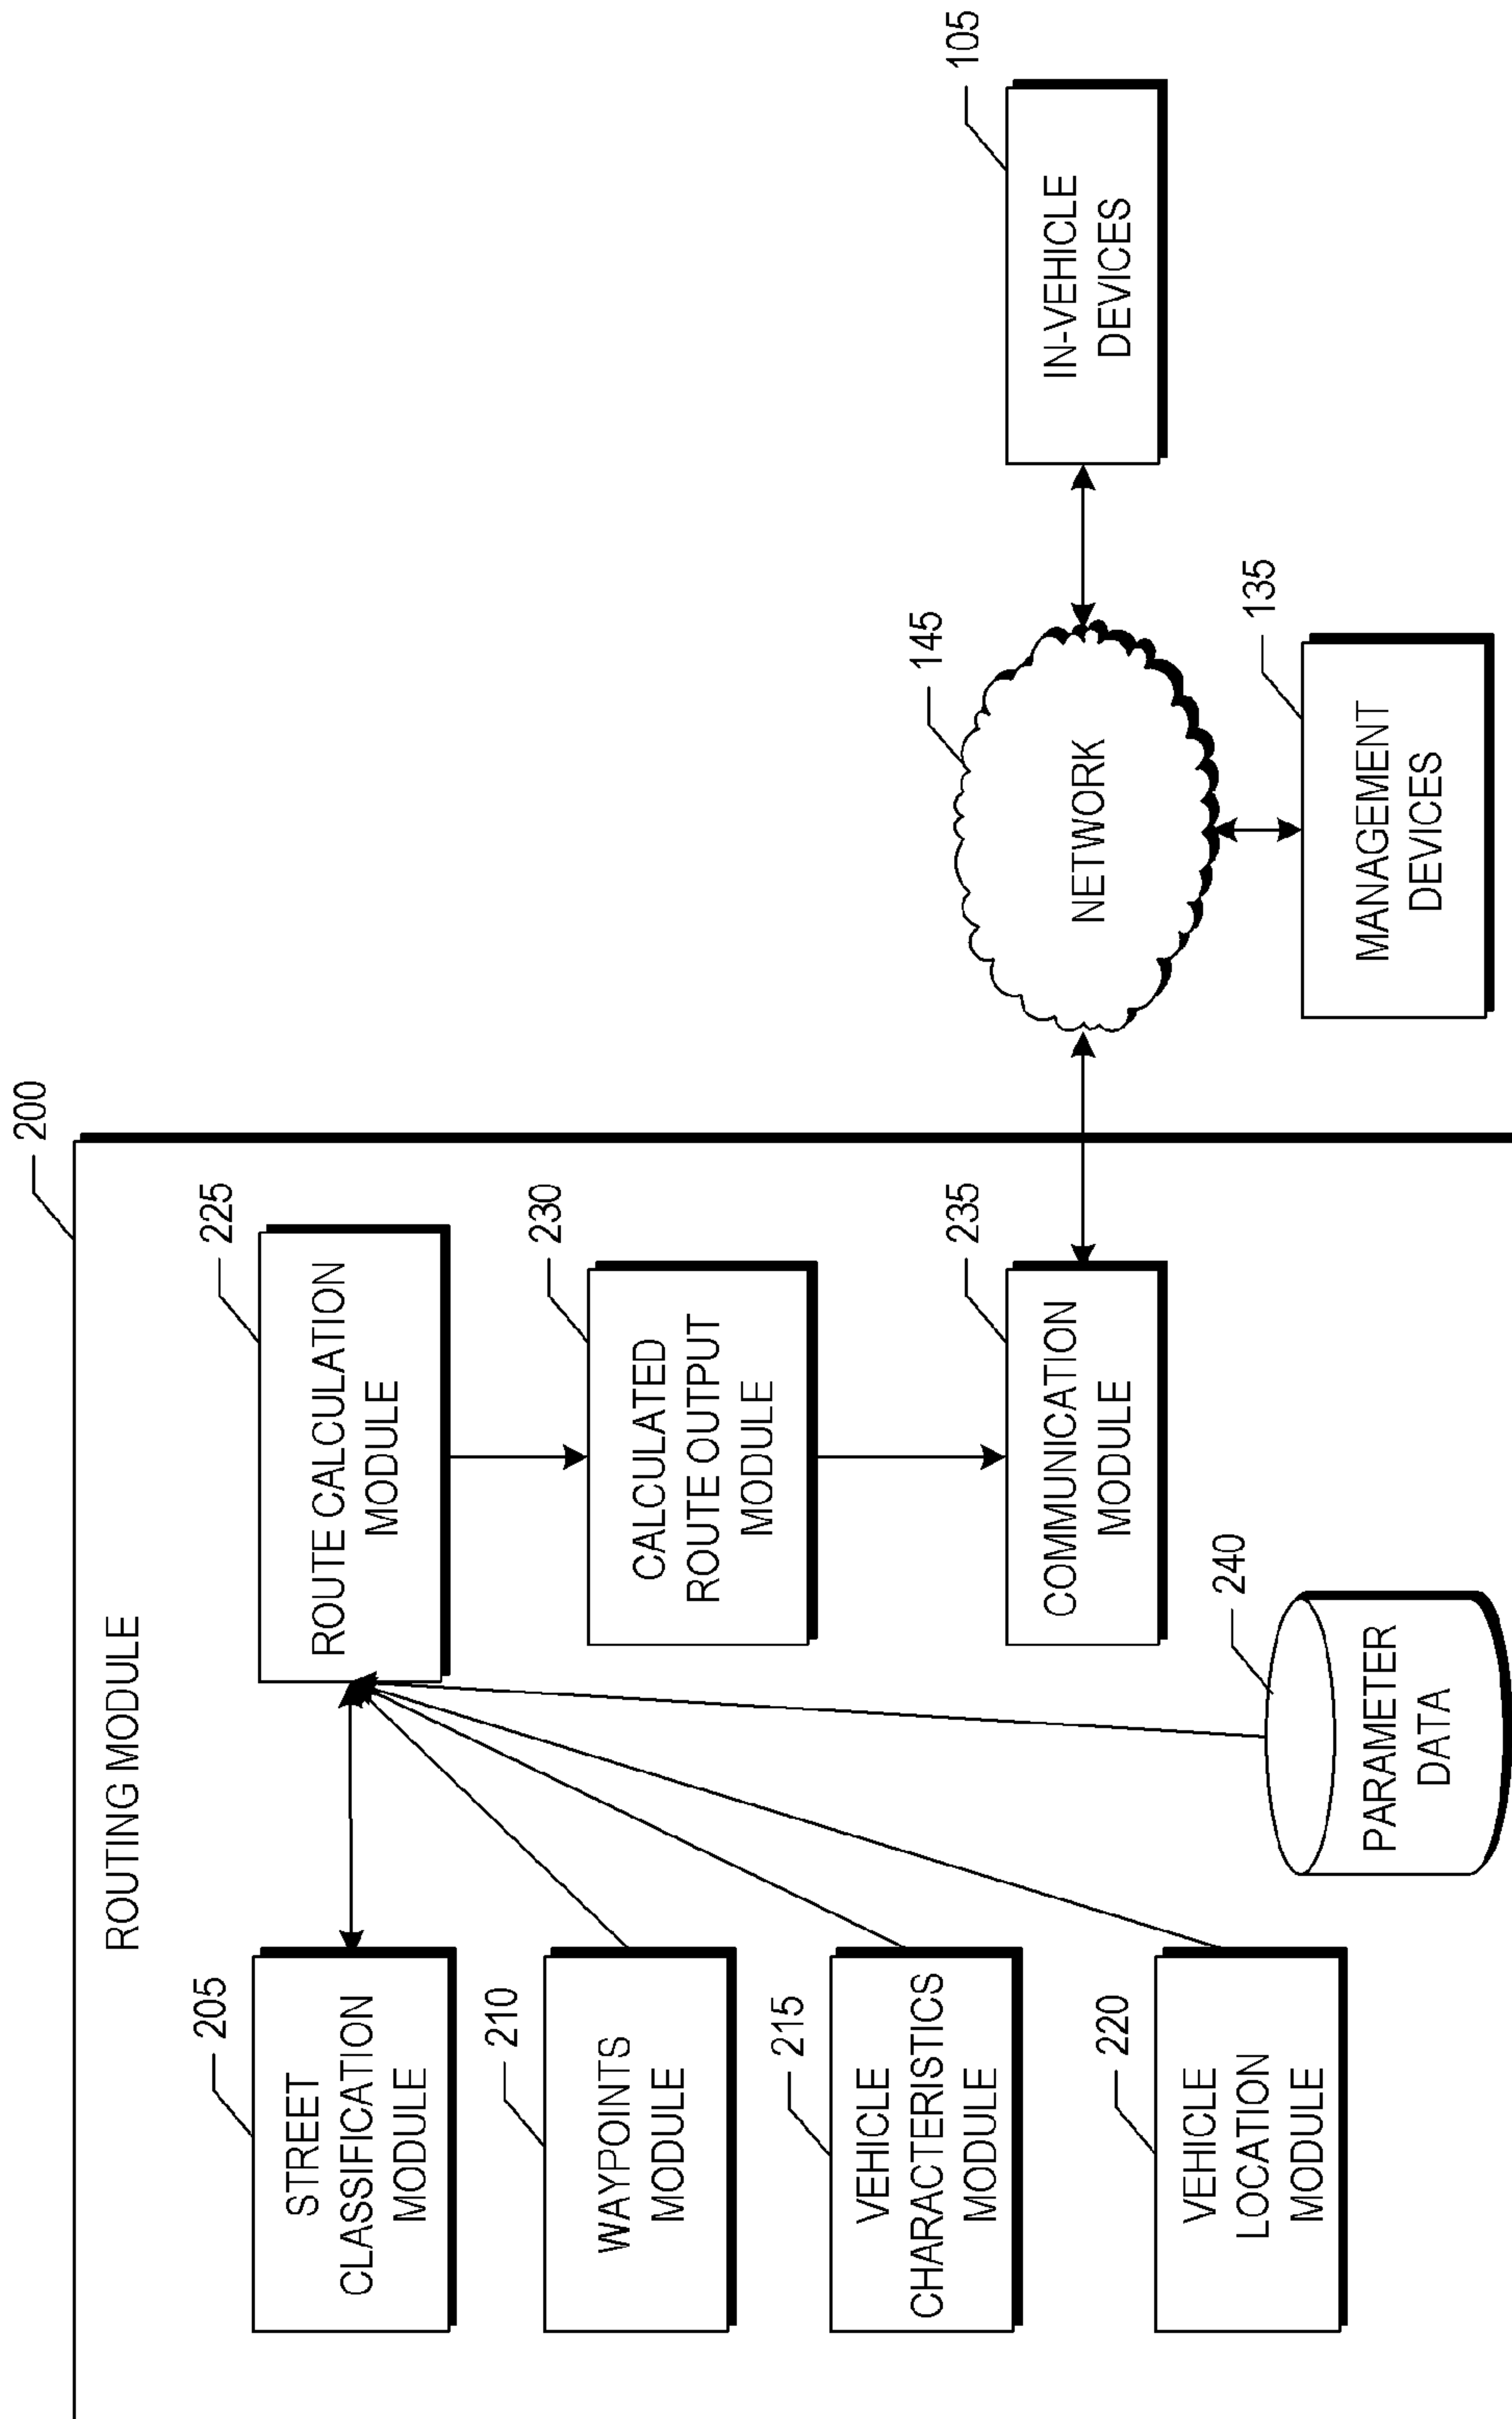 200
ROUTING MODULE
205
STREET
CLASSIFICATION
MODULE
210
WAYPOINTS
MODULE
215
VEHICLE
CHARACTERISTICS
MODULE
220
VEHICLE
LOCATION
MODULE
225
ROUTE CALCULATION
MODULE
230
CALCULATED
ROUTE OUTPUT
MODULE
235
COMMUNICATION
MODULE
240
PARAMETER
DATA
145
NETWORK
105
IN-VEHICLE
DEVICES
135
MANAGEMENT
DEVICES